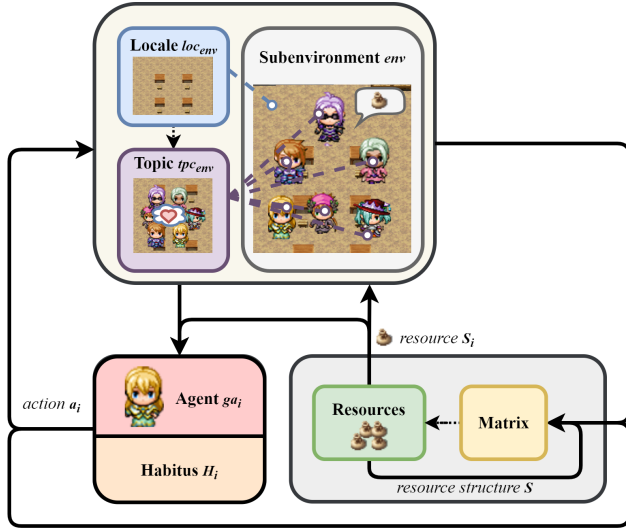 Locale loc_env
Subenvironment env
Topic tpc_env
resource S_i
action a_i
Agent ga_i
Resources
Matrix
Habitus H_i
resource structure S